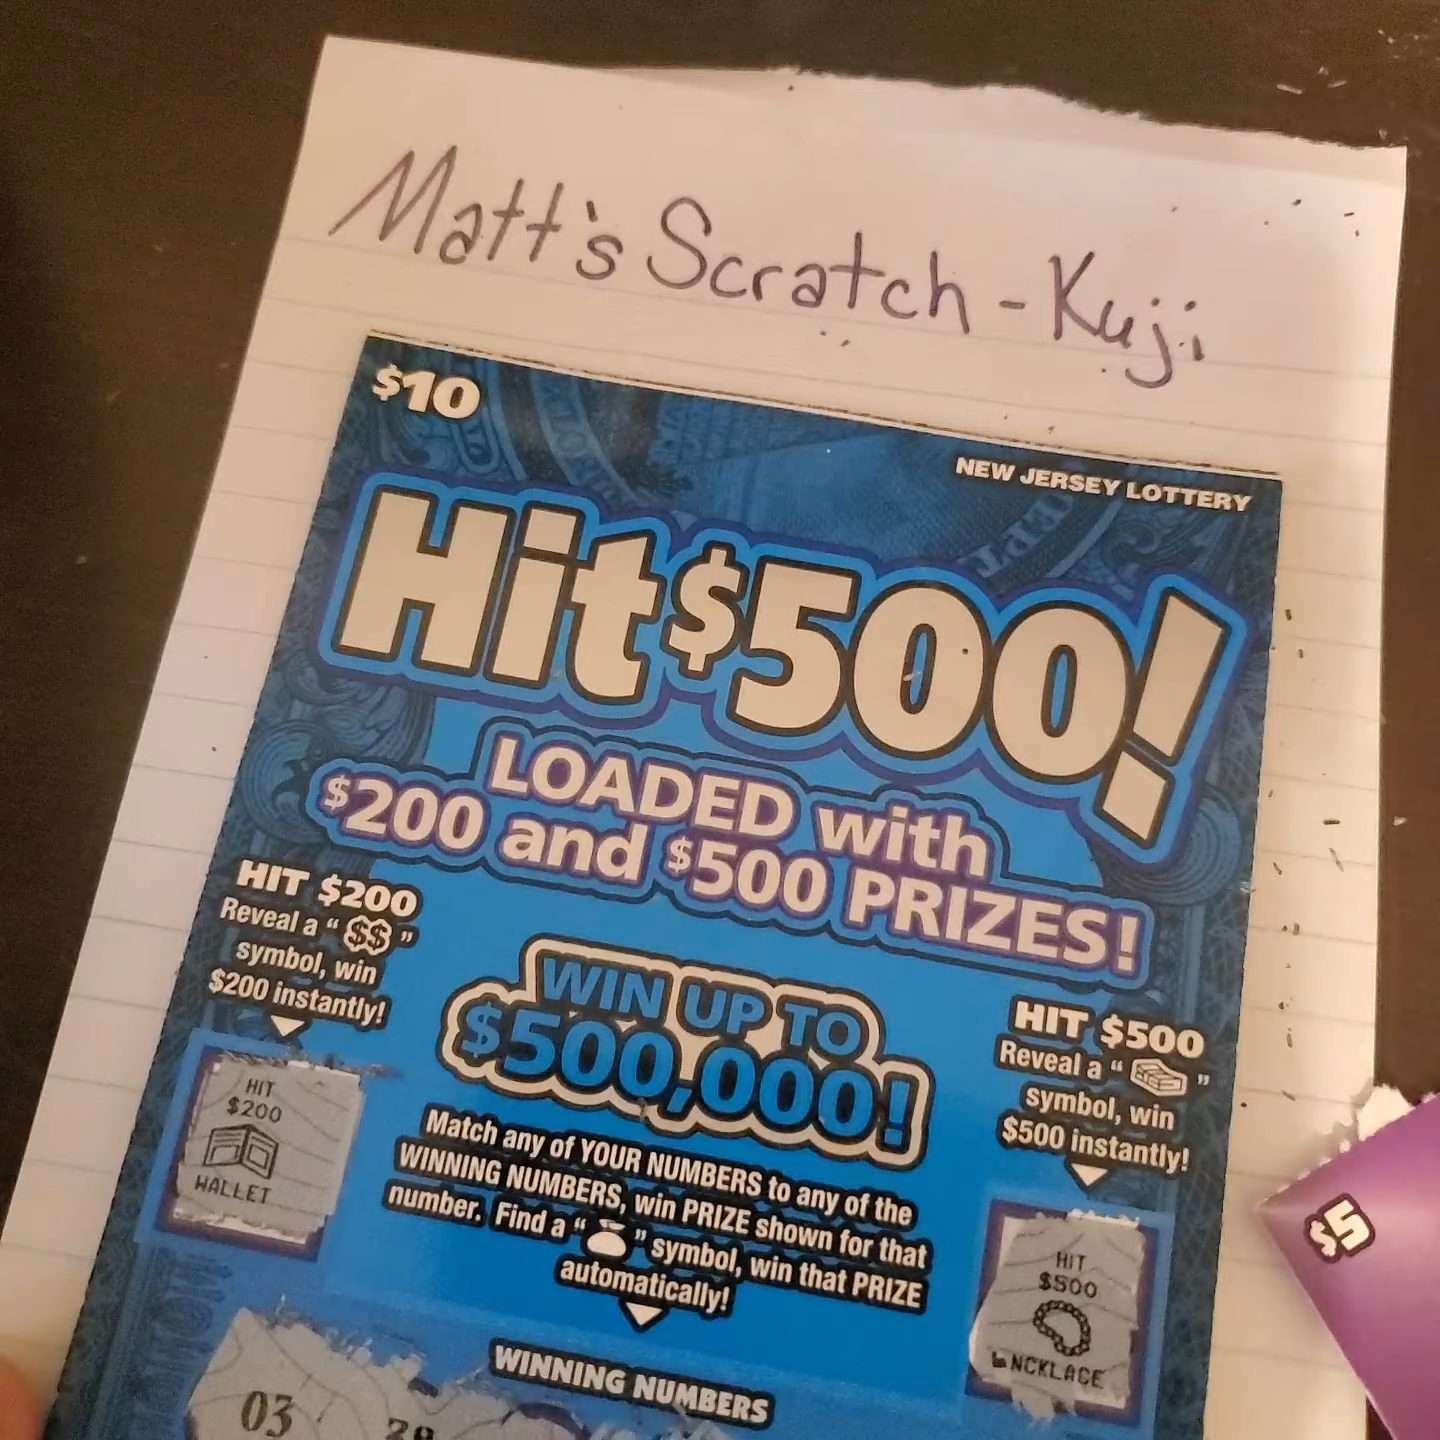 Matt's Scratch-Kuji
$10
NEW JERSEY LOTTERY
Hit $500!
LOADED with
$200 and $500 PRIZES!
HIT $200
Reveal a "$$"
symbol, win
$200 instantly!
WIN UP TO
$500,000!
HIT $500
Reveal a " "
symbol, win
$500 instantly!
HIT
$200
WALLET
Match any of YOUR NUMBERS to any of the
WINNING NUMBERS, win PRIZE shown for that
number. Find a " " symbol, win that PRIZE
automatically!
HIT
$500
NCKLACE
$5
WINNING NUMBERS
03